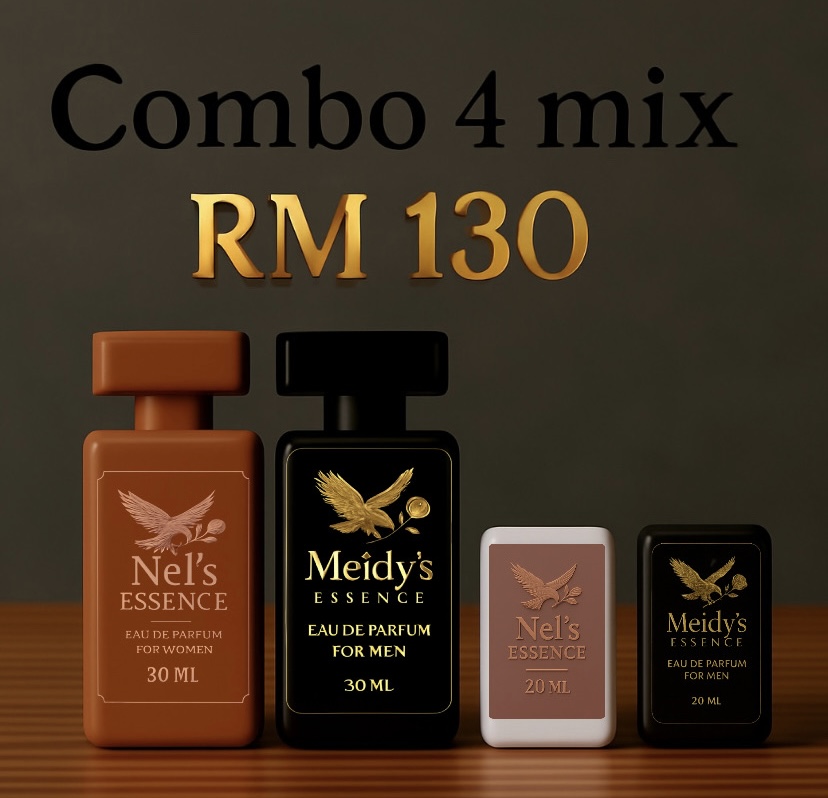 Combo 4 mix
RM 130
Nel's
ESSENCE
EAU DE PARFUM
FOR WOMEN
30 ML
Meidy's
ESSENCE
EAU DE PARFUM
FOR MEN
30 ML
Nel's
ESSENCE
20 ML
Meidy's
ESSENCE
EAU DE PARFUM
FOR MEN
20 ML